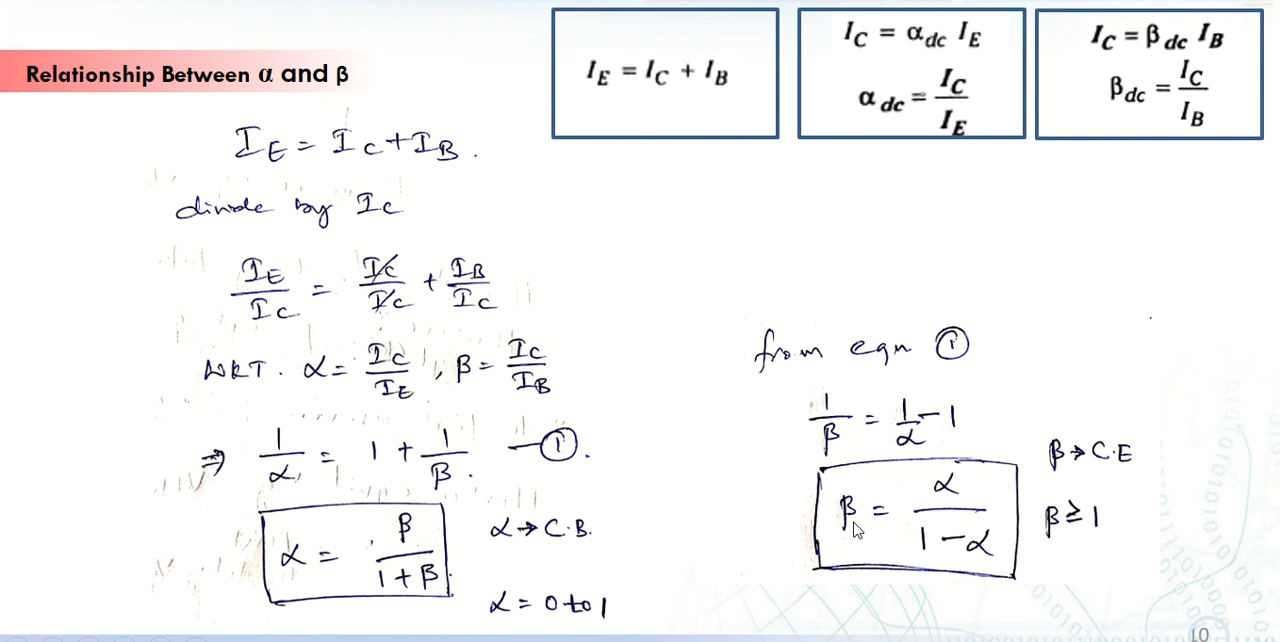 Relationship Between α and β
I_E = I_C + I_B
I_C = α_dc I_E
α_dc = I_C / I_E
I_C = β_dc I_B
β_dc = I_C / I_B
I_E = I_C + I_B.
divide by I_C
I_E / I_C = I_C / I_C + I_B / I_C
WKT. α = I_C / I_E , β = I_C / I_B
⇒ 1/α = 1 + 1/β. —①.
α = β / 1+β
α → C.B.
α = 0 to 1
from eqn ①
1/β = 1/α − 1
β = α / 1−α
β → C.E
β ≥ 1
10